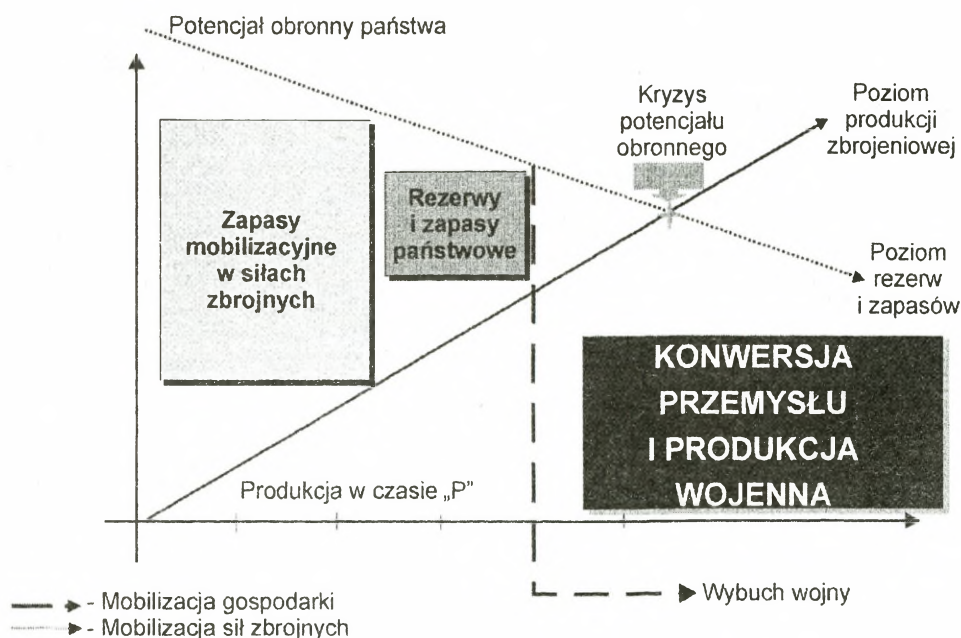 Potencjał obronny państwa
Kryzys
potencjału
obronnego
Poziom
produkcji
zbrojeniowej
Zapasy
mobilizacyjne
w siłach
zbrojnych
Rezerwy
i zapasy
państwowe
Poziom
rezerw
i zapasów
KONWERSJA
PRZEMYSŁU
I PRODUKCJA
WOJENNA
Produkcja w czasie „P”
Wybuch wojny
- Mobilizacja gospodarki
- Mobilizacja sił zbrojnych